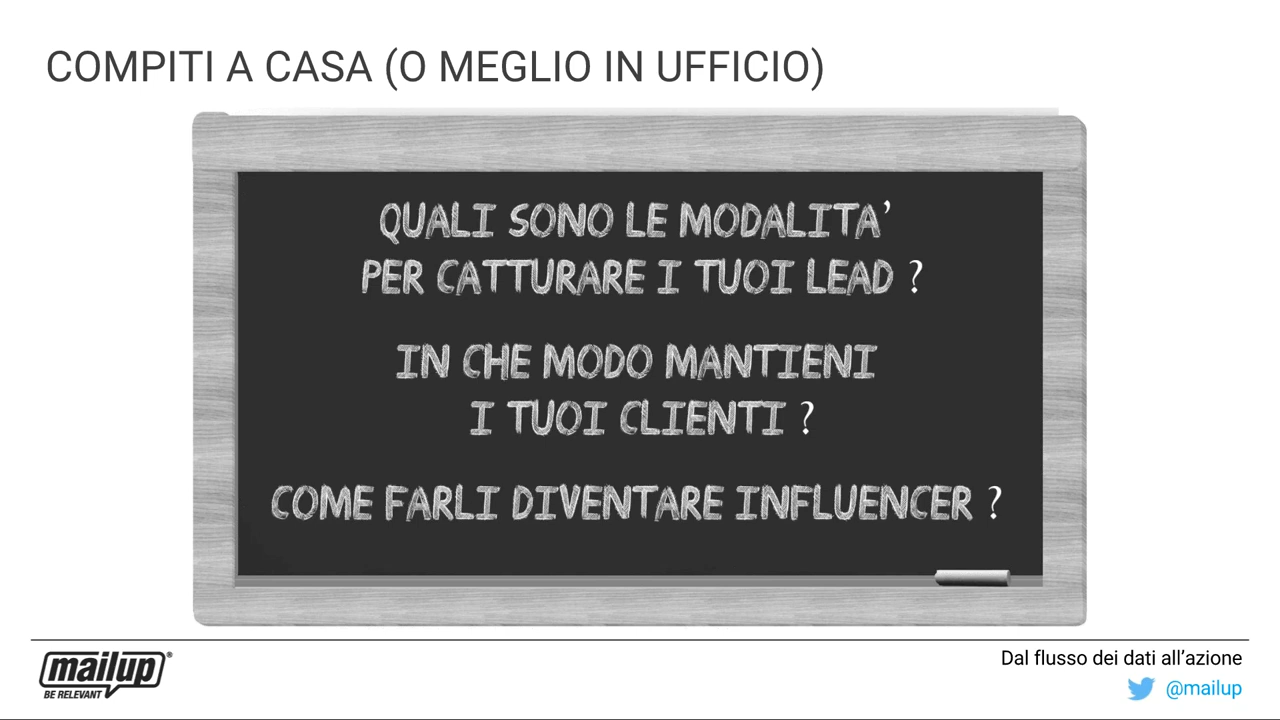 COMPITI A CASA (O MEGLIO IN UFFICIO)
QUALI SONO LE MODALITA’
PER CATTURARE I TUOI LEAD ?
IN CHE MODO MANTIENI
I TUOI CLIENTI ?
COME FARLI DIVENTARE INFLUENCER ?
mailup®
BE RELEVANT
Dal flusso dei dati all’azione
@mailup